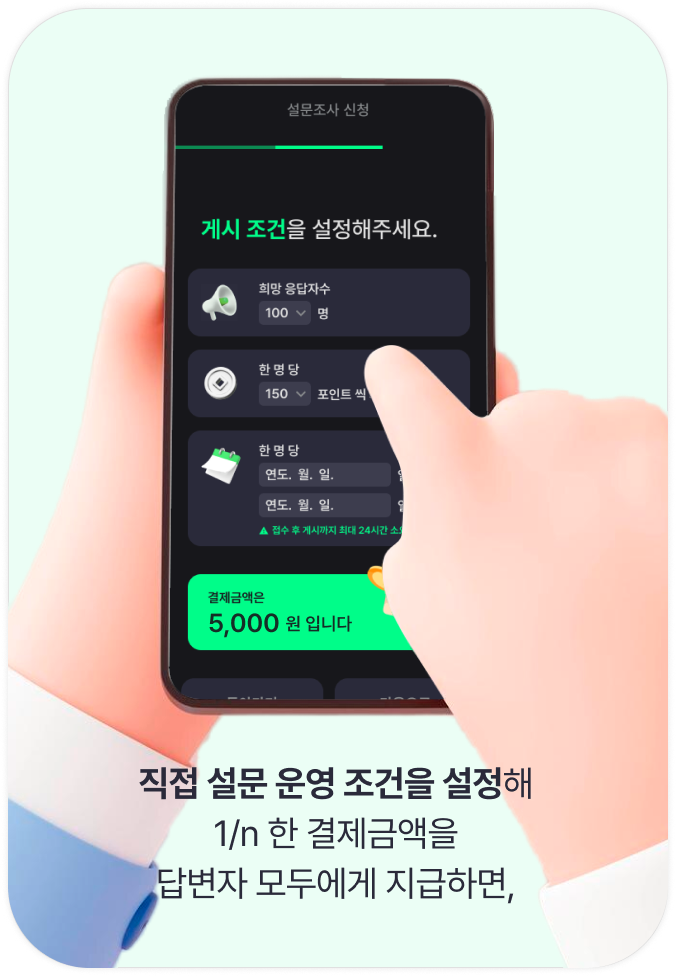 설문조사 신청
게시 조건을 설정해주세요.
희망 응답자수
100 명
한 명 당
150 포인트 씩
한 명 당
연도. 월. 일.
연도. 월. 일.
접수 후 게시까지 최대 24시간 소
결제금액은
5,000 원 입니다
직접 설문 운영 조건을 설정해
1/n 한 결제금액을
답변자 모두에게 지급하면,